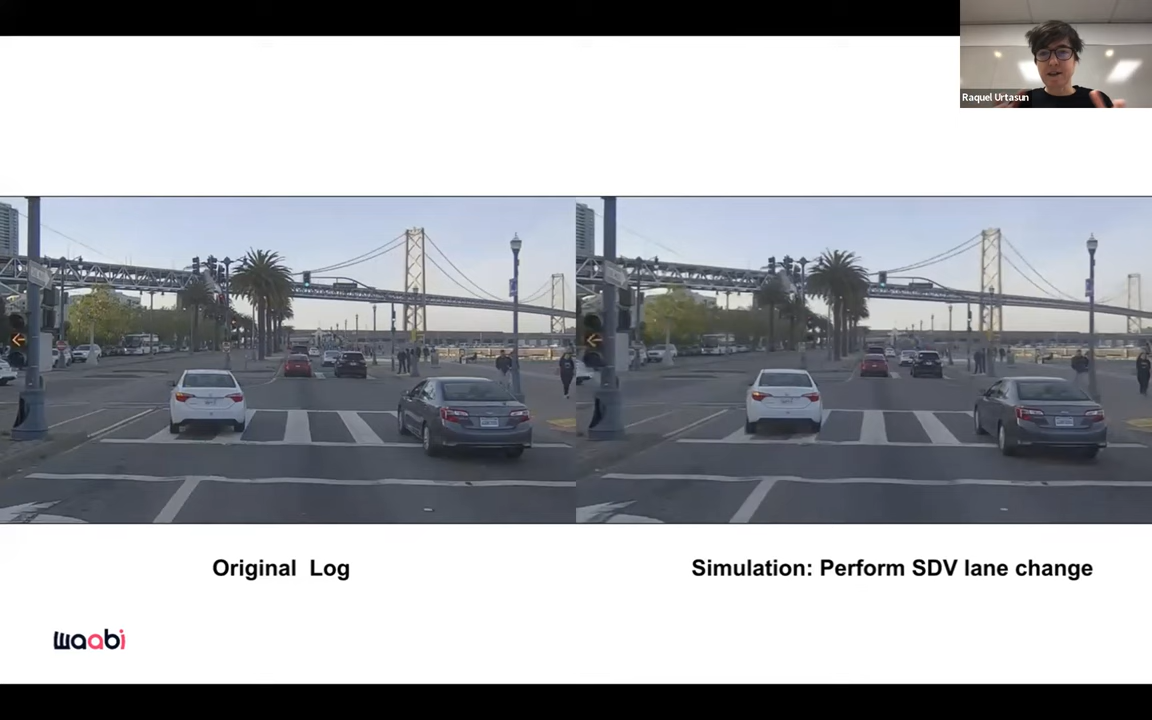 Raquel Urtasun
Original Log
Simulation: Perform SDV lane change
waabi